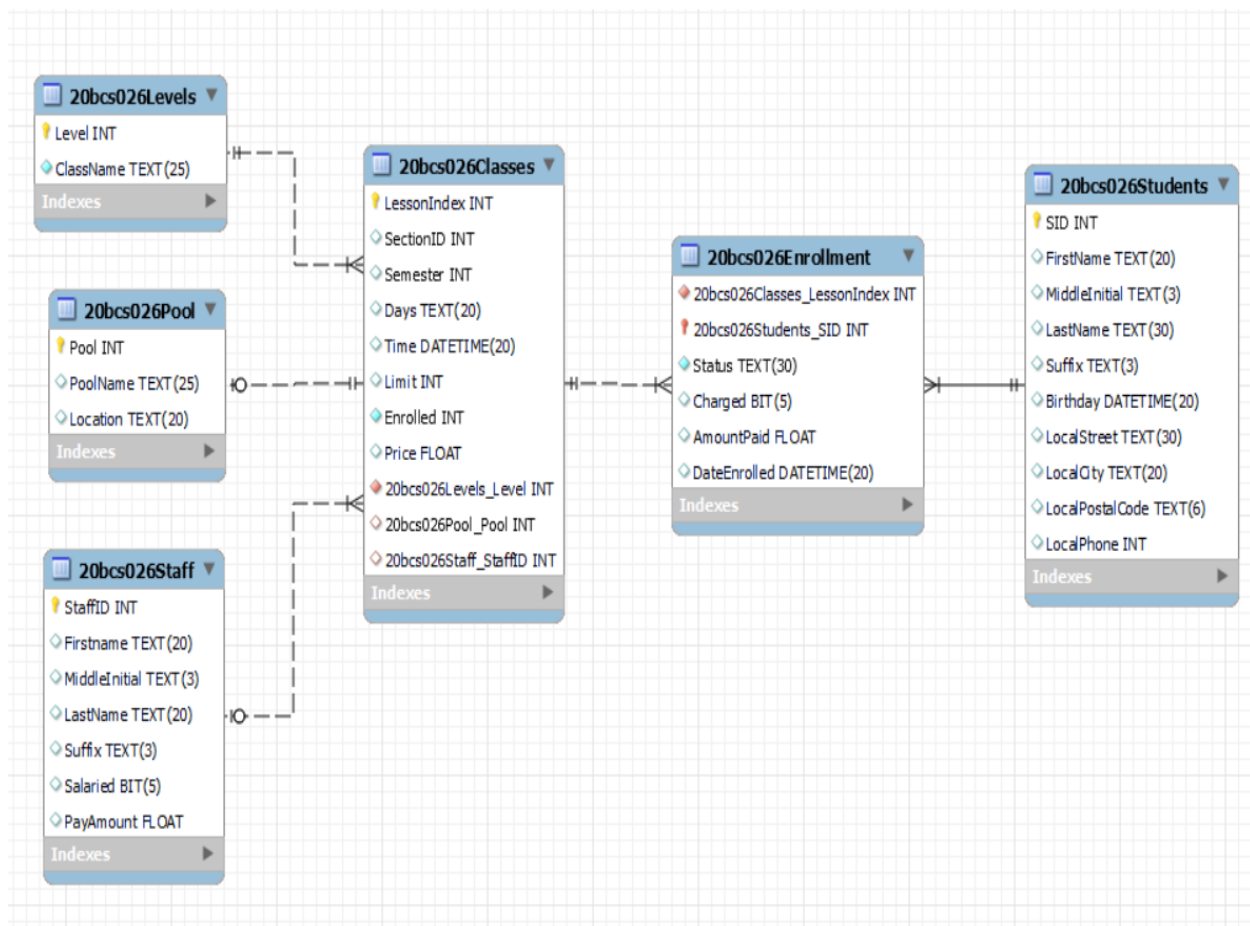 20bcs026Levels
Level INT
ClassName TEXT(25)
Indexes
20bcs026Pool
Pool INT
PoolName TEXT(25)
Location TEXT(20)
Indexes
20bcs026Staff
StaffID INT
Firstname TEXT(20)
MiddleInitial TEXT(3)
LastName TEXT(20)
Suffix TEXT(3)
Salaried BIT(5)
PayAmount FLOAT
Indexes
20bcs026Classes
LessonIndex INT
SectionID INT
Semester INT
Days TEXT(20)
Time DATETIME(20)
Limit INT
Enrolled INT
Price FLOAT
20bcs026Levels_Level INT
20bcs026Pool_Pool INT
20bcs026Staff_StaffID INT
Indexes
20bcs026Enrollment
20bcs026Classes_LessonIndex INT
20bcs026Students_SID INT
Status TEXT(30)
Charged BIT(5)
AmountPaid FLOAT
DateEnrolled DATETIME(20)
Indexes
20bcs026Students
SID INT
FirstName TEXT(20)
MiddleInitial TEXT(3)
LastName TEXT(30)
Suffix TEXT(3)
Birthday DATETIME(20)
LocalStreet TEXT(30)
LocalCity TEXT(20)
LocalPostalCode TEXT(6)
LocalPhone INT
Indexes